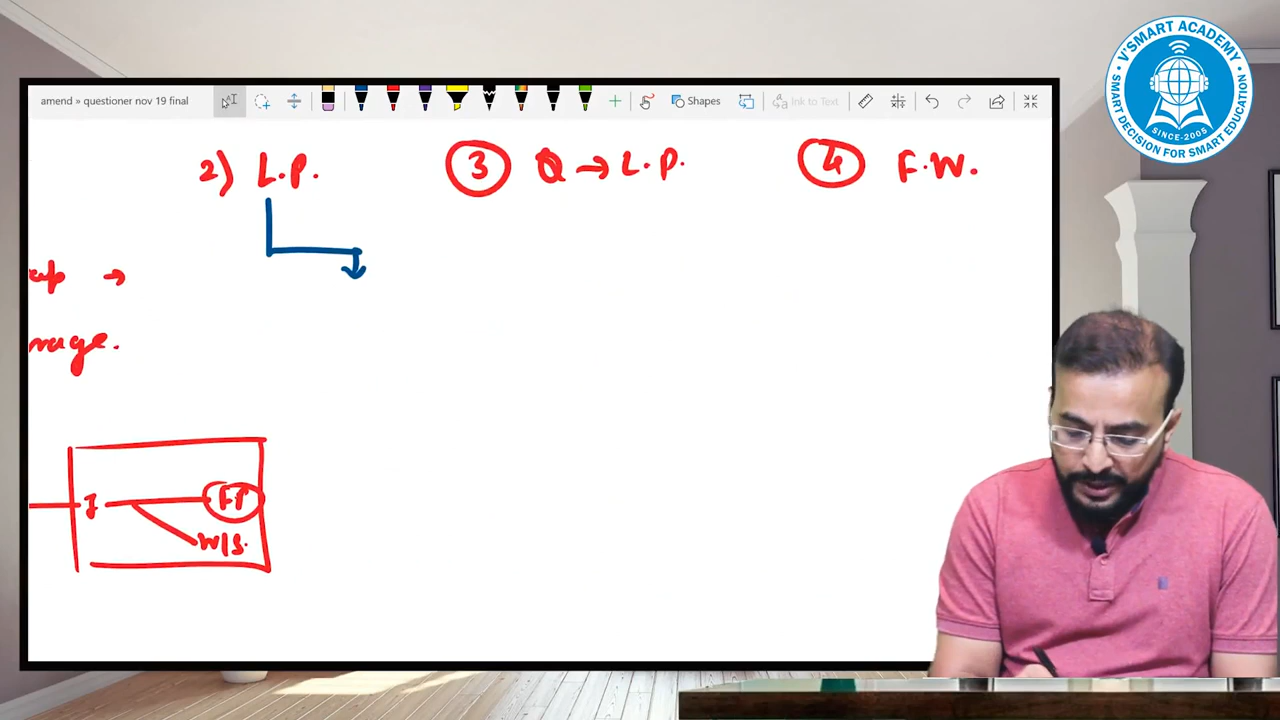 V'SMART ACADEMY
SMART DECISION FOR SMART EDUCATION
SINCE-2005
amend » questioner nov 19 final
Shapes
Ink to Text
2) L.P.
3 Q → L.P.
4 F.W.
→
I
FP
W/S.